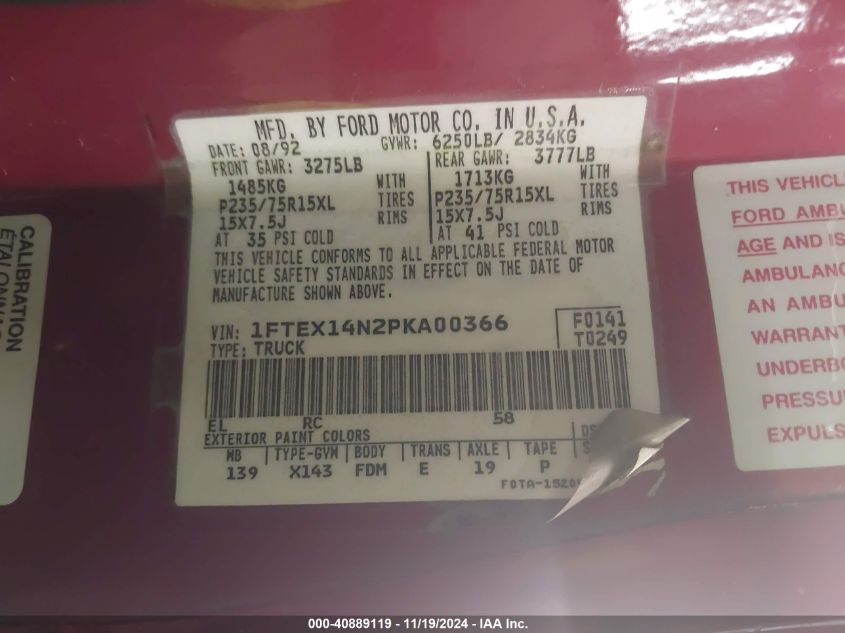 MFD. BY FORD MOTOR CO. IN U.S.A.
DATE: 08/92 GVWR: 6250LB/ 2834KG
FRONT GAWR: 3275LB REAR GAWR: 3777LB
1485KG WITH 1713KG WITH
P235/75R15XL TIRES P235/75R15XL TIRES
15X7.5J RIMS 15X7.5J RIMS
AT 35 PSI COLD AT 41 PSI COLD
THIS VEHICLE CONFORMS TO ALL APPLICABLE FEDERAL MOTOR
VEHICLE SAFETY STANDARDS IN EFFECT ON THE DATE OF
MANUFACTURE SHOWN ABOVE.
VIN: 1FTEX14N2PKA00366 F0141
TYPE: TRUCK T0249
EL RC 58
EXTERIOR PAINT COLORS DS
WB TYPE-GVW BODY TRANS AXLE TAPE S
139 X143 FDM E 19 P
FOTA-1520
CALIBRATION
THIS VEHICL
FORD AMBU
AGE AND IS
AMBULANC
AN AMBU
WARRANT
UNDERBO
PRESSU
EXPULS
000-40889119 - 11/19/2024 - IAA Inc.